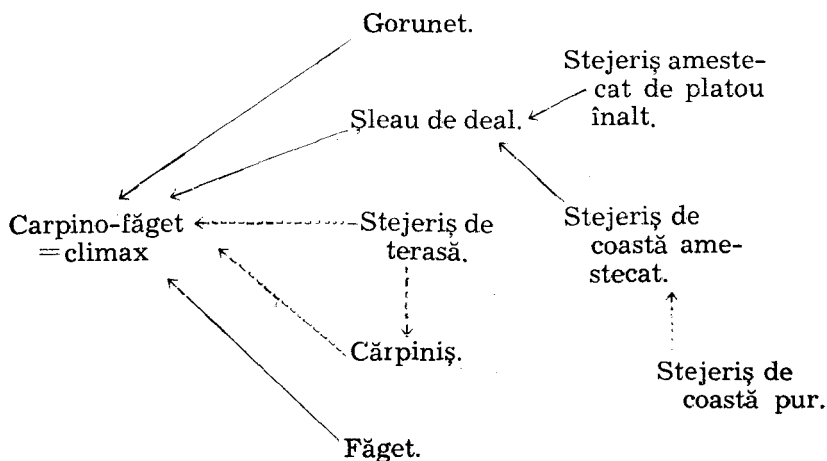 Gorunet.
Stejeriș ameste-
cat de platou
înalt.
Șleau de deal.
Carpino-făget
=climax
Stejeriș de
terasă.
Stejeriș de
coastă ame-
stecat.
Cărpiniș.
Stejeriș de
coastă pur.
Făget.